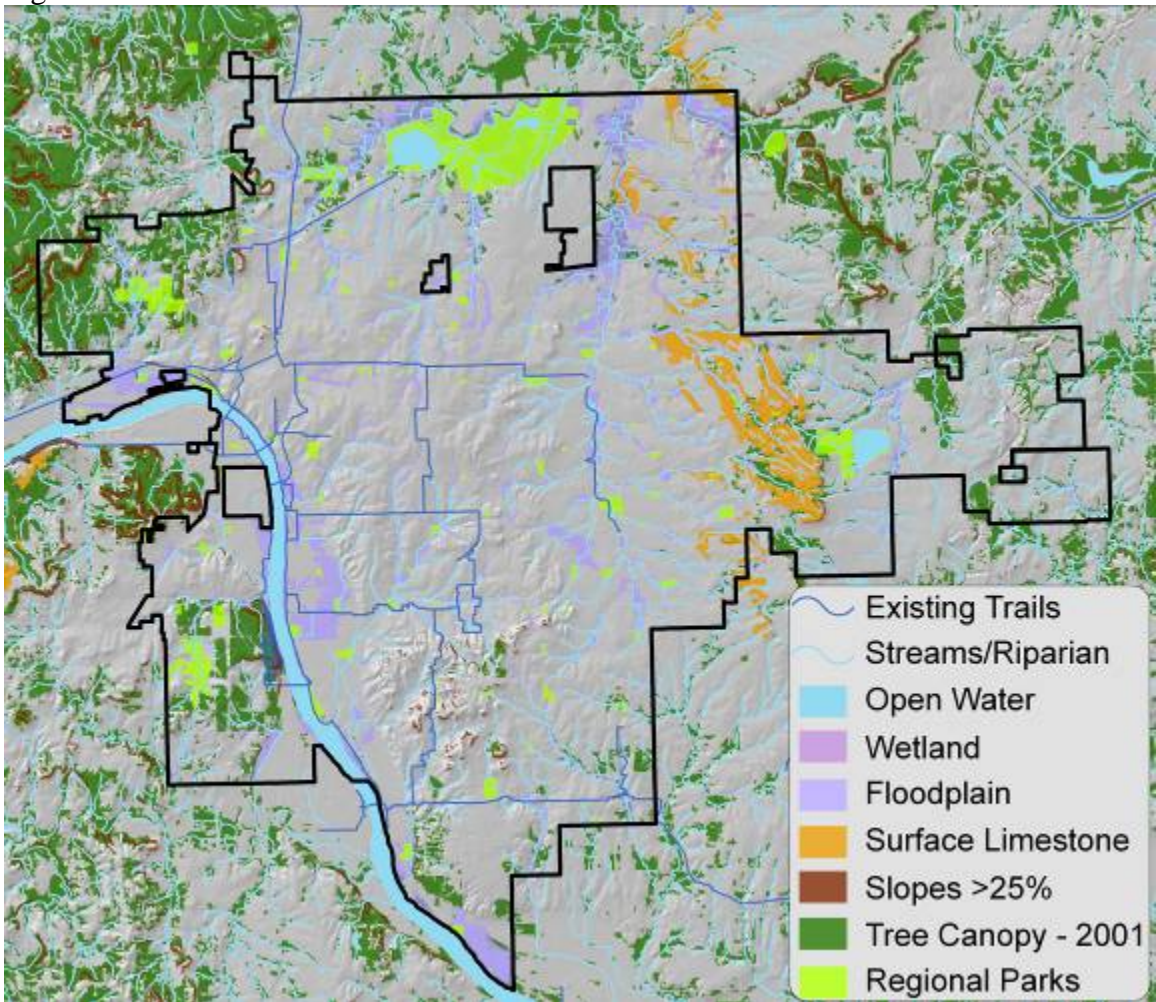 Existing Trails
Streams/Riparian
Open Water
Wetland
Floodplain
Surface Limestone
Slopes >25%
Tree Canopy - 2001
Regional Parks